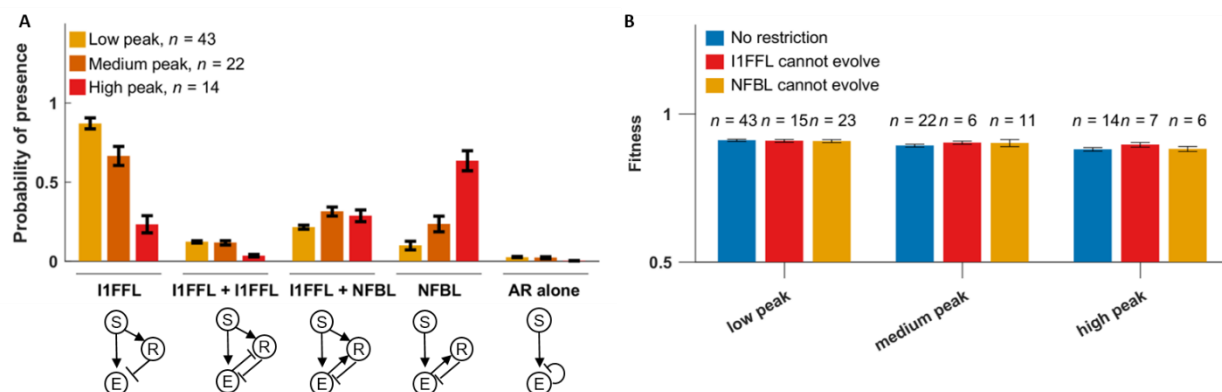 A
Probability of presence
Low peak, n = 43
Medium peak, n = 22
High peak, n = 14
1
0.5
0
I1FFL
I1FFL + I1FFL
I1FFL + NFBL
NFBL
AR alone
S
R
E
S
R
E
S
R
E
S
R
E
S
E
B
Fitness
No restriction
I1FFL cannot evolve
NFBL cannot evolve
1
0.5
n = 43 n = 15 n = 23
n = 22 n = 6 n = 11
n = 14 n = 7 n = 6
low peak
medium peak
high peak